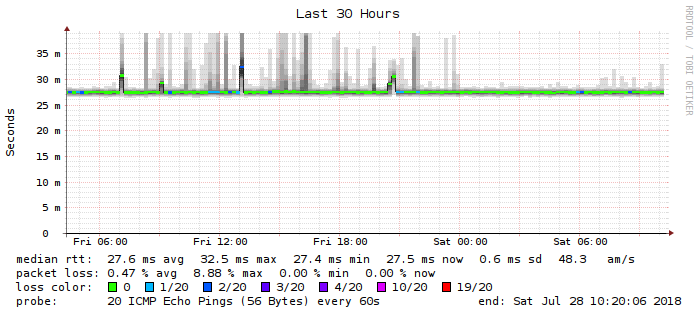 Last 30 Hours
RRDTOOL / TOBI OETIKER
Seconds
35 m
30 m
25 m
20 m
15 m
10 m
5 m
0
Fri 06:00 Fri 12:00 Fri 18:00 Sat 00:00 Sat 06:00
median rtt: 27.6 ms avg 32.5 ms max 27.4 ms min 27.5 ms now 0.6 ms sd 48.3 am/s
packet loss: 0.47 % avg 8.88 % max 0.00 % min 0.00 % now
loss color: 0 1/20 2/20 3/20 4/20 10/20 19/20
probe: 20 ICMP Echo Pings (56 Bytes) every 60s end: Sat Jul 28 10:20:06 2018